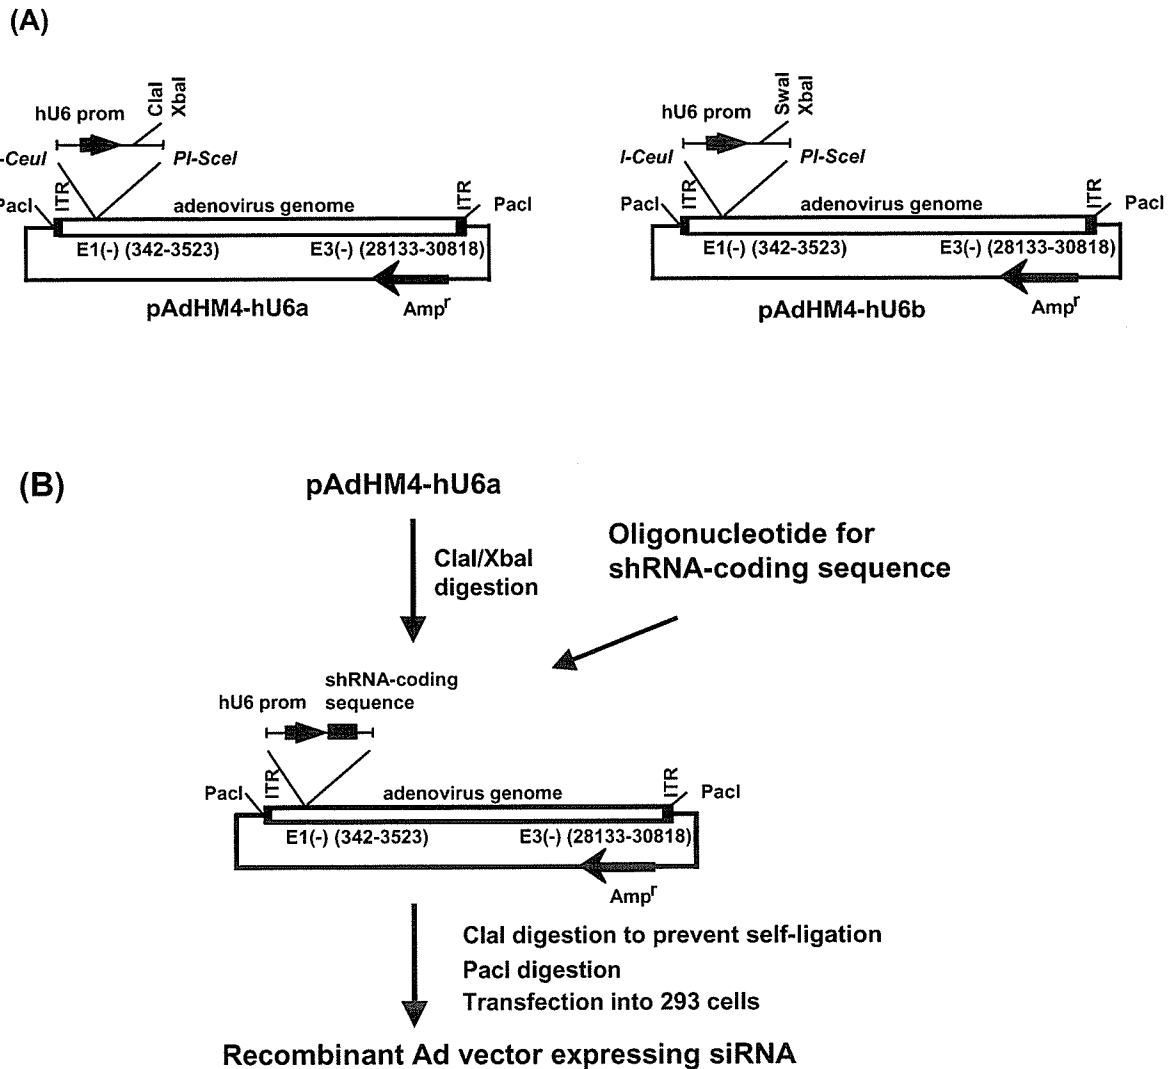 (A)
hU6 prom
ClaI
XbaI
-CeuI
PI-SceI
PacI
ITR
adenovirus genome
ITR
PacI
E1(-) (342-3523)
E3(-) (28133-30818)
pAdHM4-hU6a
Ampr
hU6 prom
SwaI
XbaI
I-CeuI
PI-SceI
PacI
ITR
adenovirus genome
ITR
PacI
E1(-) (342-3523)
E3(-) (28133-30818)
pAdHM4-hU6b
Ampr
(B)
pAdHM4-hU6a
ClaI/XbaI
digestion
Oligonucleotide for
shRNA-coding sequence
hU6 prom
shRNA-coding
sequence
PacI
ITR
adenovirus genome
ITR
PacI
E1(-) (342-3523)
E3(-) (28133-30818)
Ampr
ClaI digestion to prevent self-ligation
PacI digestion
Transfection into 293 cells
Recombinant Ad vector expressing siRNA